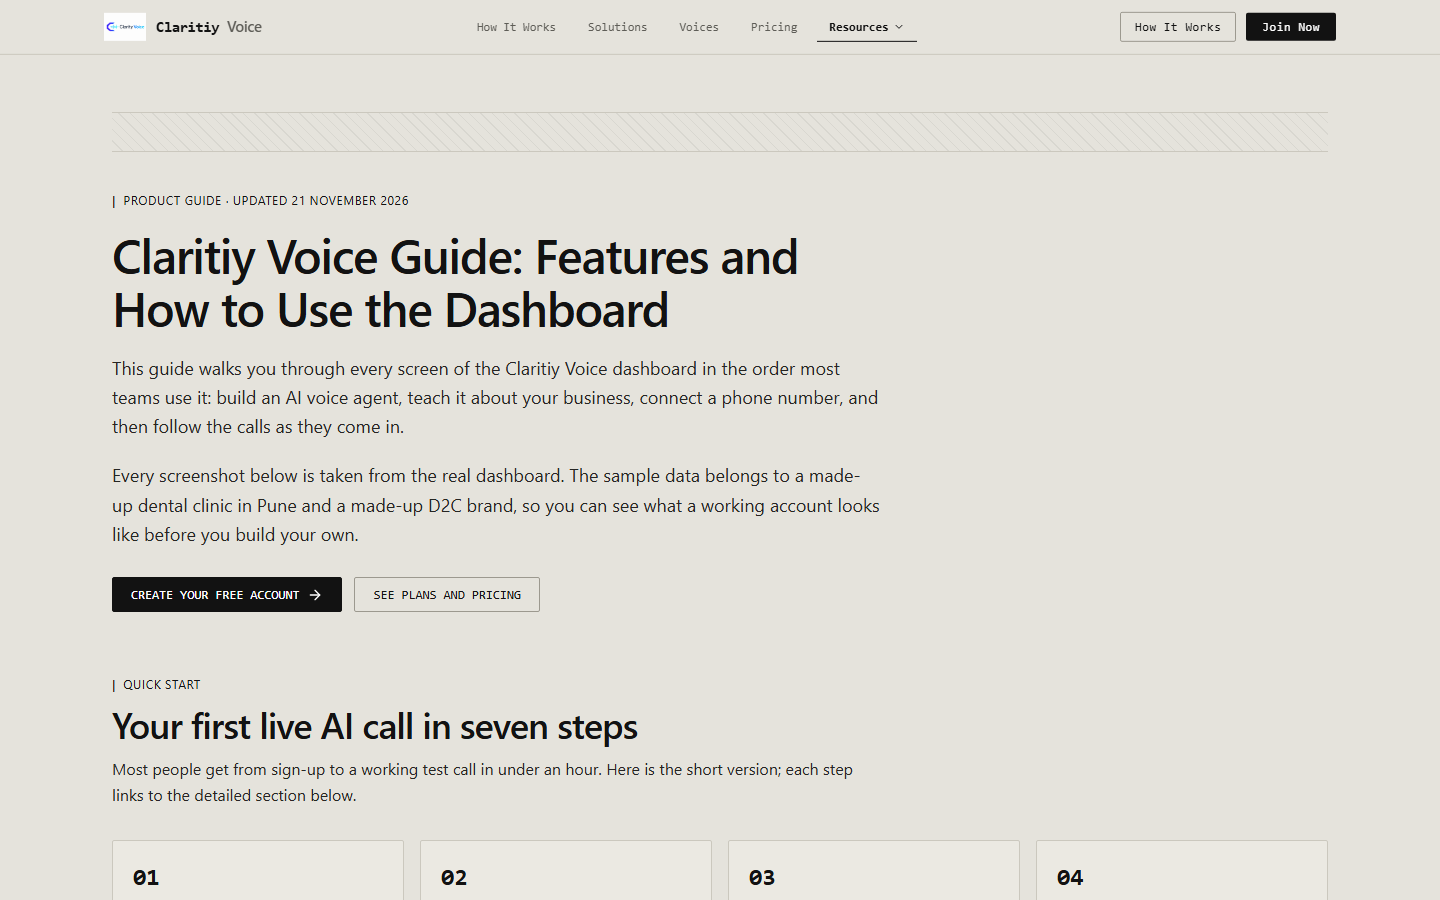 Clarity Voice
Claritiy Voice
How It Works
Solutions
Voices
Pricing
Resources
How It Works
Join Now
| PRODUCT GUIDE · UPDATED 21 NOVEMBER 2026
Claritiy Voice Guide: Features and
How to Use the Dashboard
This guide walks you through every screen of the Claritiy Voice dashboard in the order most
teams use it: build an AI voice agent, teach it about your business, connect a phone number, and
then follow the calls as they come in.
Every screenshot below is taken from the real dashboard. The sample data belongs to a made-
up dental clinic in Pune and a made-up D2C brand, so you can see what a working account looks
like before you build your own.
CREATE YOUR FREE ACCOUNT →
SEE PLANS AND PRICING
| QUICK START
Your first live AI call in seven steps
Most people get from sign-up to a working test call in under an hour. Here is the short version; each step
links to the detailed section below.
01
02
03
04